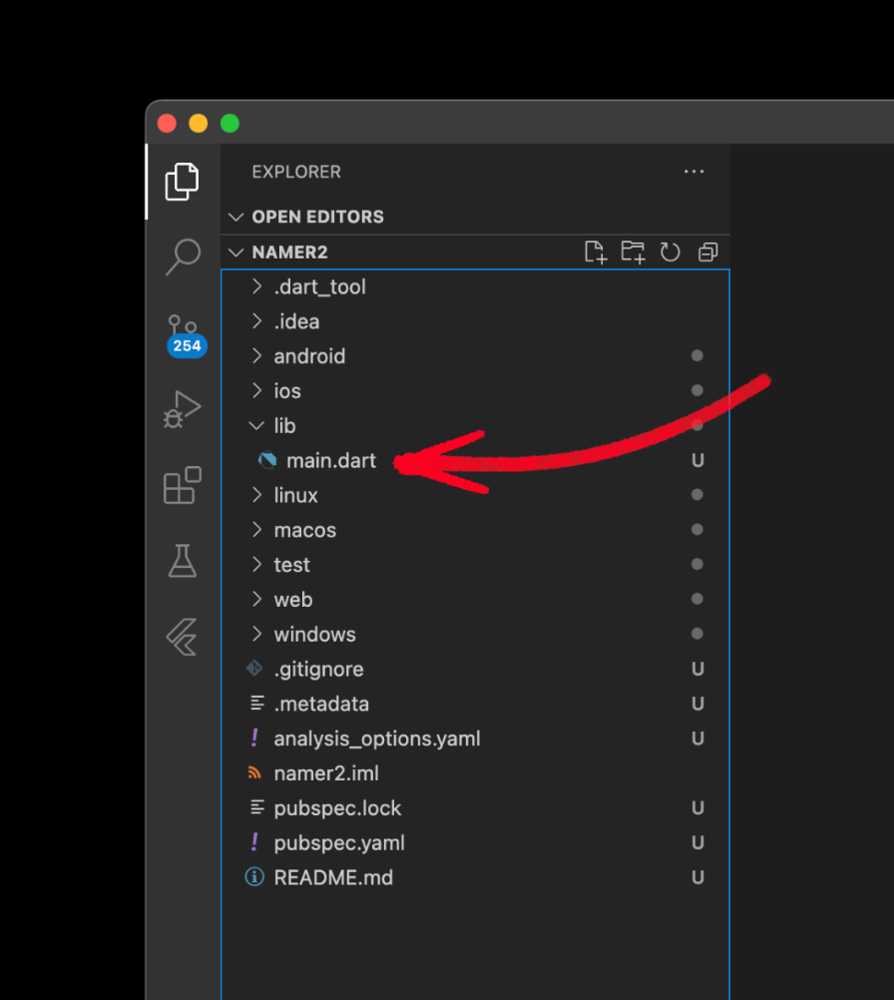 EXPLORER
OPEN EDITORS
NAMER2
.dart_tool
.idea
254
android
ios
lib
main.dart U
linux
macos
test
web
windows
.gitignore U
.metadata U
! analysis_options.yaml U
namer2.iml
pubspec.lock U
! pubspec.yaml U
README.md U